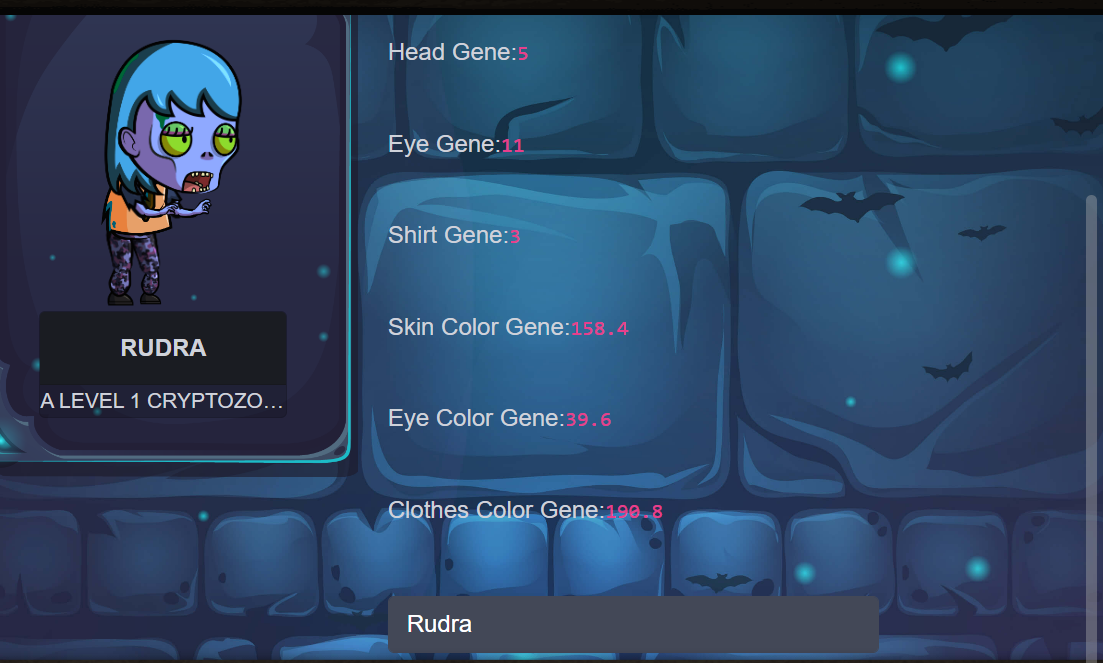 RUDRA
A LEVEL 1 CRYPTOZO...
Head Gene:5
Eye Gene:11
Shirt Gene:3
Skin Color Gene:158.4
Eye Color Gene:39.6
Clothes Color Gene:190.8
Rudra